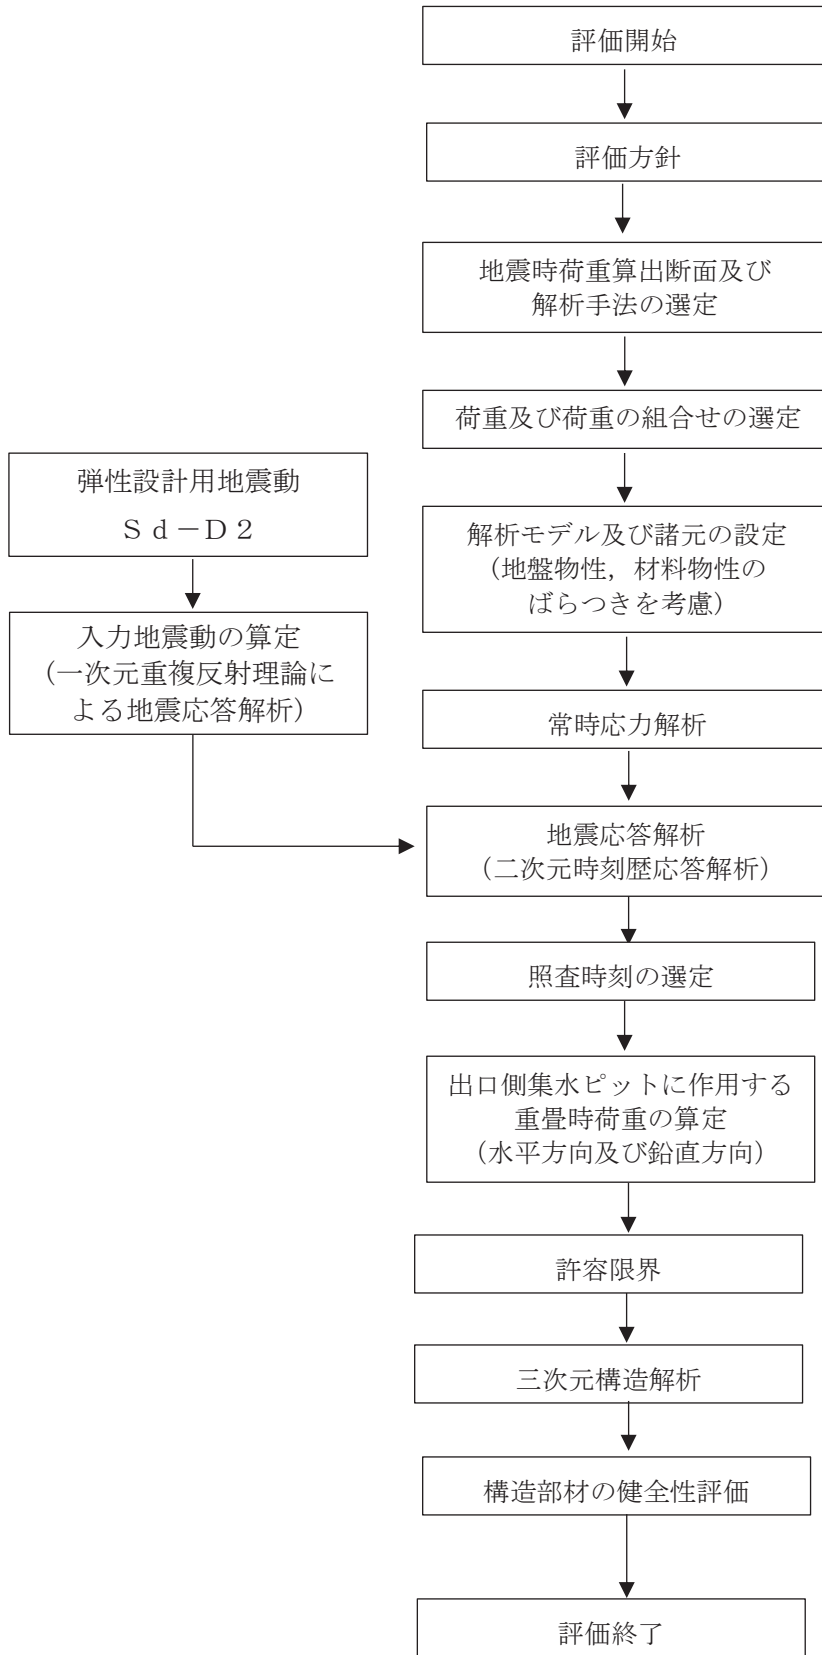 評価開始
評価方針
地震時荷重算出断面及び
解析手法の選定
荷重及び荷重の組合せの選定
弾性設計用地震動
Ｓｄ－Ｄ２
入力地震動の算定
（一次元重複反射理論に
よる地震応答解析）
解析モデル及び諸元の設定
（地盤物性，材料物性の
ばらつきを考慮）
常時応力解析
地震応答解析
（二次元時刻歴応答解析）
照査時刻の選定
出口側集水ピットに作用する
重畳時荷重の算定
（水平方向及び鉛直方向）
許容限界
三次元構造解析
構造部材の健全性評価
評価終了